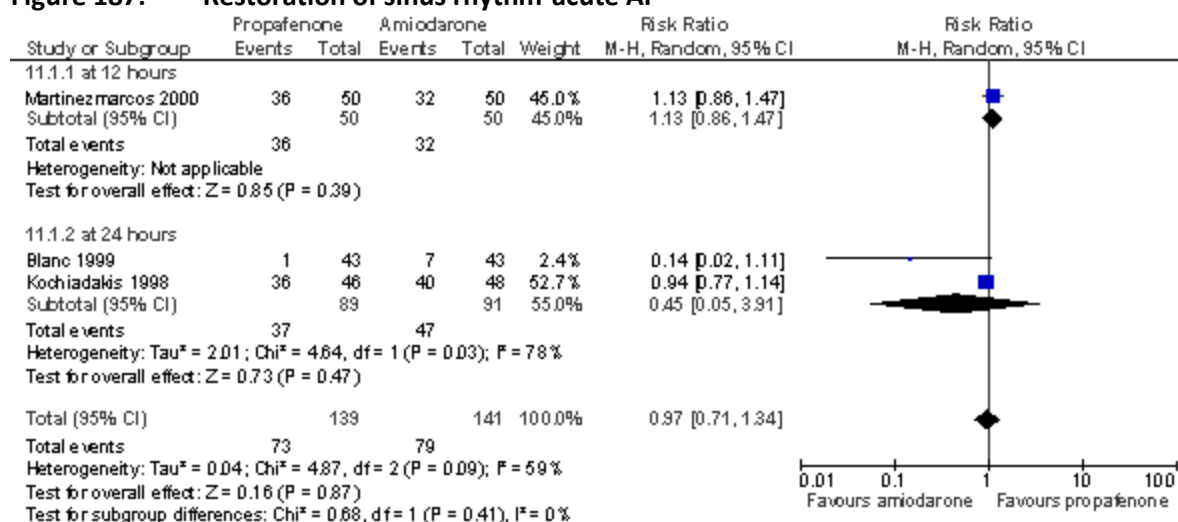 Figure 187: Restoration of sinus rhythm-acute AF
Propafenone Amiodarone Risk Ratio Risk Ratio
Study or Subgroup Events Total Events Total Weight M-H, Random, 95% CI M-H, Random, 95% CI
11.1.1 at 12 hours
Martinezmarcos 2000 36 50 32 50 45.0% 1.13 [0.86, 1.47]
Subtotal (95% CI) 50 50 45.0% 1.13 [0.86, 1.47]
Total events 36 32
Heterogeneity: Not applicable
Test for overall effect: Z = 0.85 (P = 0.39)
11.1.2 at 24 hours
Blanc 1999 1 43 7 43 2.4% 0.14 [0.02, 1.11]
Kochiadakis 1998 36 46 40 48 52.7% 0.94 [0.77, 1.14]
Subtotal (95% CI) 89 91 55.0% 0.45 [0.05, 3.91]
Total events 37 47
Heterogeneity: Tau² = 2.01; Chi² = 4.64, df = 1 (P = 0.03); I² = 78%
Test for overall effect: Z = 0.73 (P = 0.47)
Total (95% CI) 139 141 100.0% 0.97 [0.71, 1.34]
Total events 73 79
Heterogeneity: Tau² = 0.04; Chi² = 4.87, df = 2 (P = 0.09); I² = 59%
Test for overall effect: Z = 0.16 (P = 0.87)
Test for subgroup differences: Chi² = 0.68, df = 1 (P = 0.41), I² = 0%
0.01 0.1 1 10 100
Favours amiodarone Favours propafenone